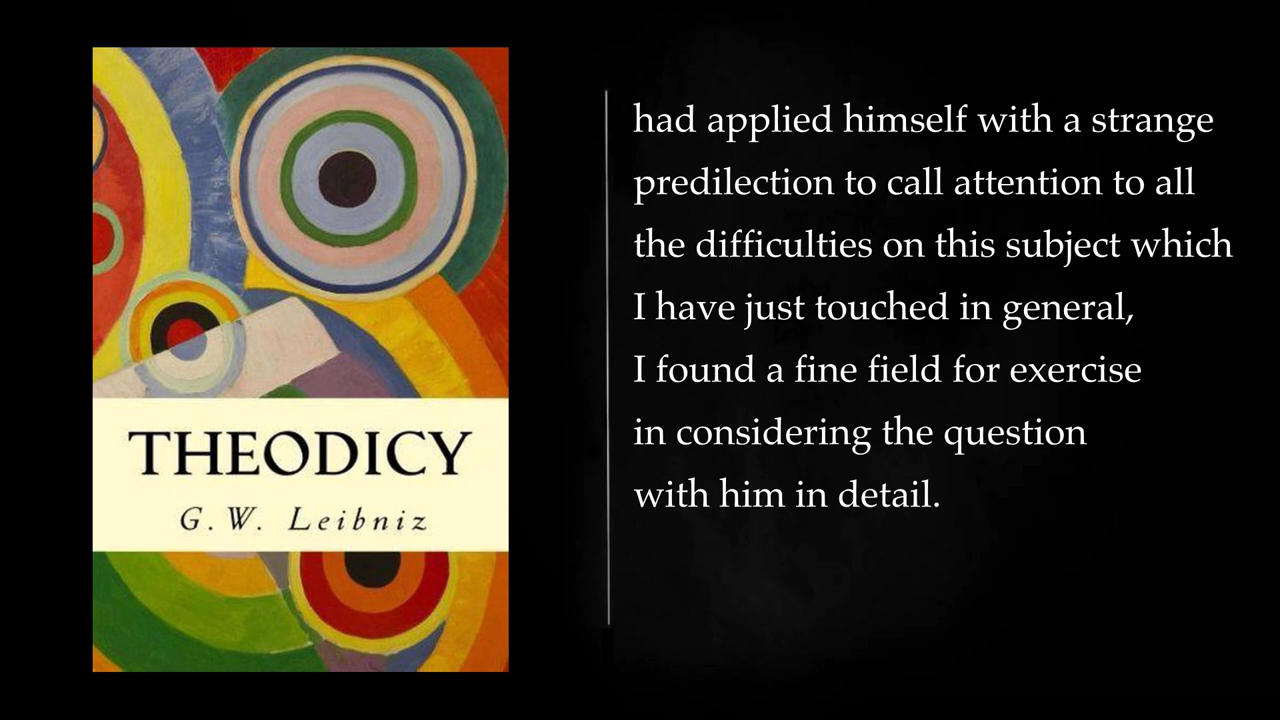 THEODICY
G. W. Leibniz
had applied himself with a strange
predilection to call attention to all
the difficulties on this subject which
I have just touched in general,
I found a fine field for exercise
in considering the question
with him in detail.